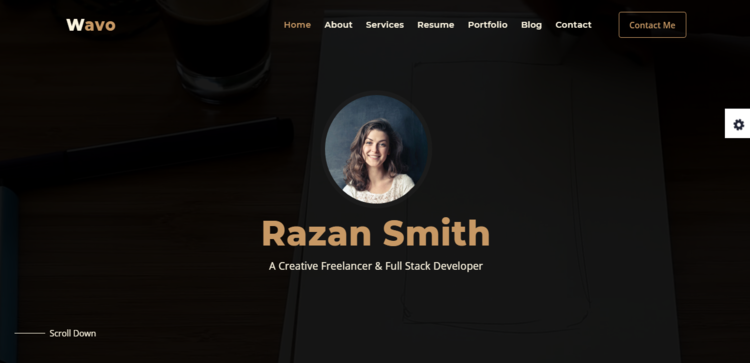 Wavo
Home About Services Resume Portfolio Blog Contact Contact Me
Razan Smith
A Creative Freelancer & Full Stack Developer
Scroll Down